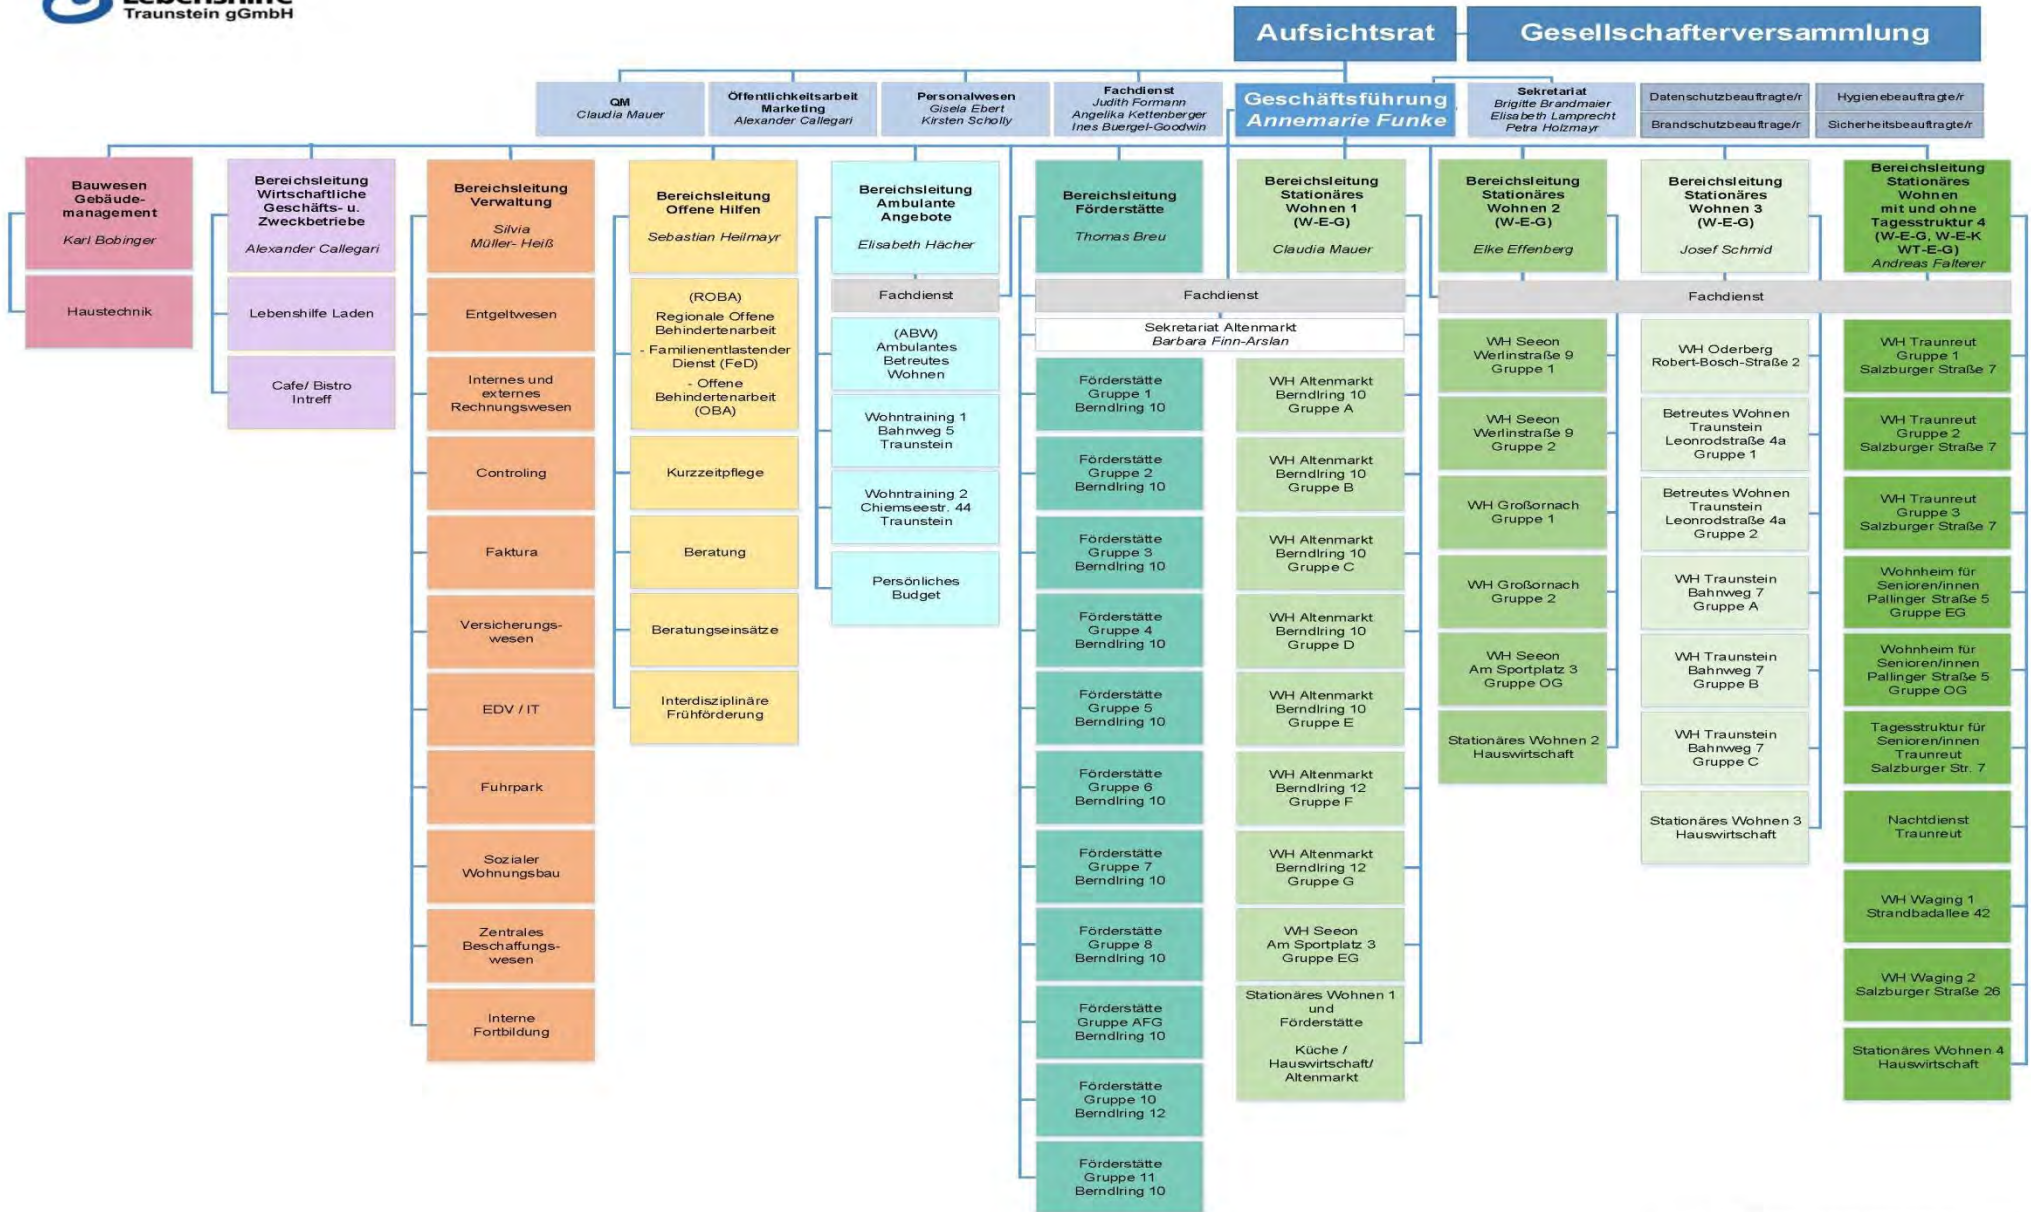 Lebenshilfe
Traunstein gGmbH
Aufsichtsrat
Gesellschafterversammlung
QM
Claudia Mauer
Öffentlichkeitsarbeit
Marketing
Alexander Callegari
Personalwesen
Gisela Ebert
Kirsten Scholly
Fachdienst
Judith Formann
Angelika Kettenberger
Ines Buergel-Goodwin
Geschäftsführung
Annemarie Funke
Sekretariat
Brigitte Brandmaier
Elisabeth Lamprecht
Petra Holzmayr
Datenschutzbeauftragte/r
Hygienebeauftragte/r
Brandschutzbeauftrage/r
Sicherheitsbeauftragte/r
Bauwesen
Gebäude-
management
Karl Bobinger
Haustechnik
Bereichsleitung
Wirtschaftliche
Geschäfts- u.
Zweckbetriebe
Alexander Callegari
Lebenshilfe Laden
Cafe/ Bistro
Intreff
Bereichsleitung
Verwaltung
Silvia
Müller- Heiß
Entgeltwesen
Internes und
externes
Rechnungswesen
Controling
Faktura
Versicherungs-
wesen
EDV / IT
Fuhrpark
Sozialer
Wohnungsbau
Zentrales
Beschaffungs-
wesen
Interne
Fortbildung
Bereichsleitung
Offene Hilfen
Sebastian Heilmayr
(ROBA)
Regionale Offene
Behindertenarbeit
- Familienentlastender
Dienst (FeD)
- Offene
Behindertenarbeit
(OBA)
Kurzzeitpflege
Beratung
Beratungseinsätze
Interdisziplinäre
Frühförderung
Bereichsleitung
Ambulante
Angebote
Elisabeth Hächer
Fachdienst
(ABW)
Ambulantes
Betreutes
Wohnen
Wohntraining 1
Bahnweg 5
Traunstein
Wohntraining 2
Chiemseestr. 44
Traunstein
Persönliches
Budget
Bereichsleitung
Förderstätte
Thomas Breu
Bereichsleitung
Stationäres
Wohnen 1
(W-E-G)
Claudia Mauer
Fachdienst
Sekretariat Altenmarkt
Barbara Finn-Arslan
Förderstätte
Gruppe 1
Berndlring 10
Förderstätte
Gruppe 2
Berndlring 10
Förderstätte
Gruppe 3
Berndlring 10
Förderstätte
Gruppe 4
Berndlring 10
Förderstätte
Gruppe 5
Berndlring 10
Förderstätte
Gruppe 6
Berndlring 10
Förderstätte
Gruppe 7
Berndlring 10
Förderstätte
Gruppe 8
Berndlring 10
Förderstätte
Gruppe AFG
Berndlring 10
Förderstätte
Gruppe 10
Berndlring 12
Förderstätte
Gruppe 11
Berndlring 10
WH Altenmarkt
Berndlring 10
Gruppe A
WH Altenmarkt
Berndlring 10
Gruppe B
WH Altenmarkt
Berndlring 10
Gruppe C
WH Altenmarkt
Berndlring 10
Gruppe D
WH Altenmarkt
Berndlring 10
Gruppe E
WH Altenmarkt
Berndlring 12
Gruppe F
WH Altenmarkt
Berndlring 12
Gruppe G
WH Seeon
Am Sportplatz 3
Gruppe EG
Stationäres Wohnen 1
und
Förderstätte
Küche /
Hauswirtschaft/
Altenmarkt
Bereichsleitung
Stationäres
Wohnen 2
(W-E-G)
Elke Effenberg
Bereichsleitung
Stationäres
Wohnen 3
(W-E-G)
Josef Schmid
Bereichsleitung
Stationäres
Wohnen
mit und ohne
Tagesstruktur 4
(W-E-G, W-E-K
WT-E-G)
Andreas Falterer
Fachdienst
WH Seeon
Werlinstraße 9
Gruppe 1
WH Seeon
Werlinstraße 9
Gruppe 2
WH Großornach
Gruppe 1
WH Großornach
Gruppe 2
WH Seeon
Am Sportplatz 3
Gruppe OG
Stationäres Wohnen 2
Hauswirtschaft
WH Oderberg
Robert-Bosch-Straße 2
Betreutes Wohnen
Traunstein
Leonrodstraße 4a
Gruppe 1
Betreutes Wohnen
Traunstein
Leonrodstraße 4a
Gruppe 2
WH Traunstein
Bahnweg 7
Gruppe A
WH Traunstein
Bahnweg 7
Gruppe B
WH Traunstein
Bahnweg 7
Gruppe C
Stationäres Wohnen 3
Hauswirtschaft
WH Traunreut
Gruppe 1
Salzburger Straße 7
WH Traunreut
Gruppe 2
Salzburger Straße 7
WH Traunreut
Gruppe 3
Salzburger Straße 7
Wohnheim für
Senioren/innen
Pallinger Straße 5
Gruppe EG
Wohnheim für
Senioren/innen
Pallinger Straße 5
Gruppe OG
Tagesstruktur für
Senioren/innen
Traunreut
Salzburger Str. 7
Nachtdienst
Traunreut
WH Waging 1
Strandbadallee 42
WH Waging 2
Salzburger Straße 26
Stationäres Wohnen 4
Hauswirtschaft